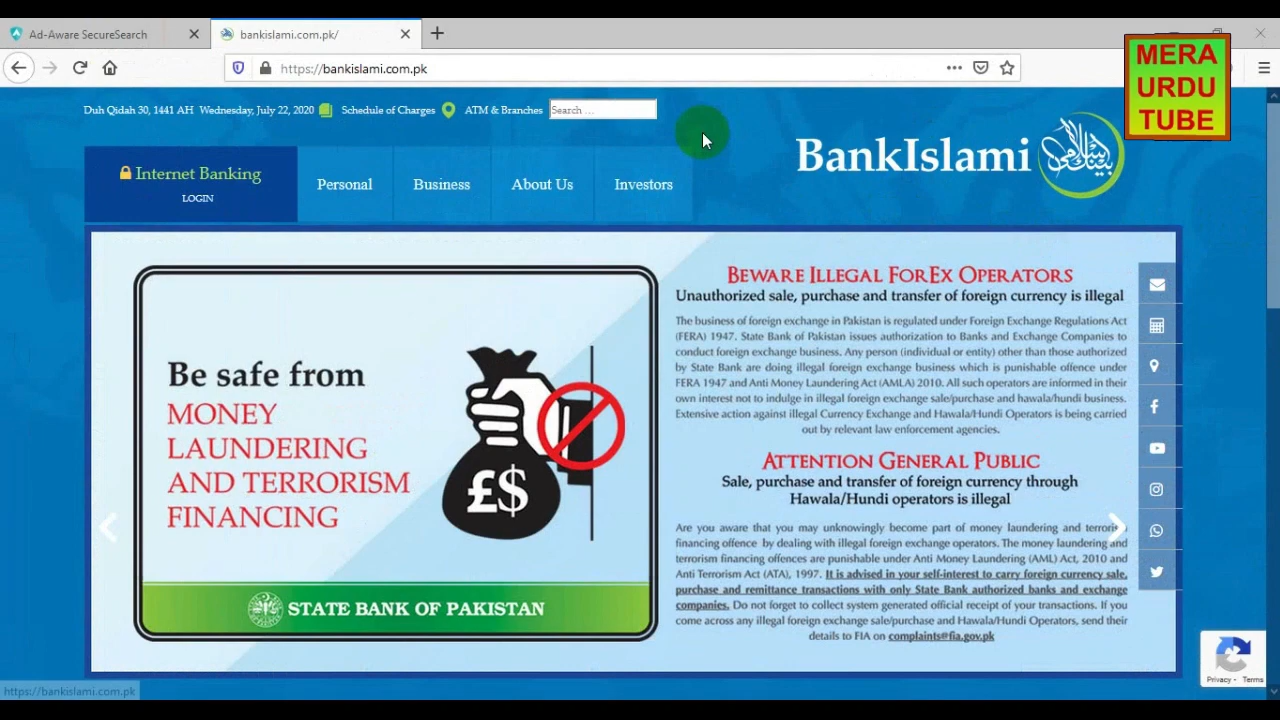 Ad-Aware SecureSearch
bankislami.com.pk/
MERA
URDU
TUBE
https://bankislami.com.pk
Duh Qidah 30, 1441 AH Wednesday, July 22, 2020 Schedule of Charges ATM & Branches Search ...
BankIslami
Internet Banking
LOGIN
Personal Business About Us Investors
Be safe from
MONEY
LAUNDERING
AND TERRORISM
FINANCING
£$
STATE BANK OF PAKISTAN
BEWARE ILLEGAL FOREX OPERATORS
Unauthorized sale, purchase and transfer of foreign currency is illegal
The business of foreign exchange in Pakistan is regulated under Foreign Exchange Regulations Act
(FERA) 1947. State Bank of Pakistan issues authorization to Banks and Exchange Companies to
conduct foreign exchange business. Any person (individual or entity) other than those authorized
by State Bank are doing illegal foreign exchange business which is punishable offence under
FERA 1947 and Anti Money Laundering Act (AMLA) 2010. All such operators are informed in their
own interest not to indulge in illegal foreign exchange sale/purchase and hawala/hundi business.
Extensive action against illegal Currency Exchange and Hawala/Hundi Operators is being carried
out by relevant law enforcement agencies.
ATTENTION GENERAL PUBLIC
Sale, purchase and transfer of foreign currency through
Hawala/Hundi operators is illegal
Are you aware that you may unknowingly become part of money laundering and
financing offence by dealing with illegal foreign exchange operators. The money laundering and
terrorism financing offences are punishable under Anti Money Laundering (AML) Act, 2010 and
Anti Terrorism Act (ATA), 1997. It is advised in your self-interest to carry foreign currency sale,
purchase and remittance transactions with only State Bank authorized banks and exchange
companies. Do not forget to collect system generated official receipt of your transactions. If you
come across any illegal foreign exchange sale/purchase and Hawala/Hundi Operators, send their
details to FIA on complaints@fia.gov.pk
Privacy - Terms
https://bankislami.com.pk